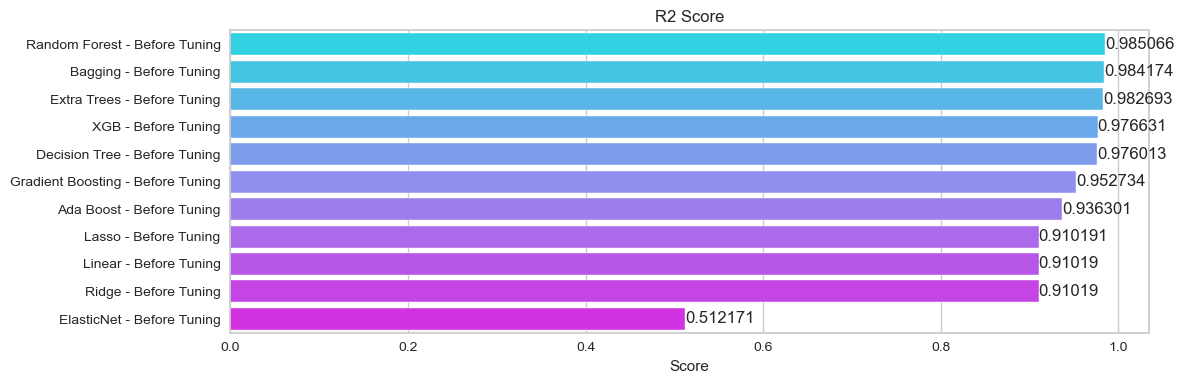 R2 Score
Random Forest - Before Tuning 0.985066
Bagging - Before Tuning 0.984174
Extra Trees - Before Tuning 0.982693
XGB - Before Tuning 0.976631
Decision Tree - Before Tuning 0.976013
Gradient Boosting - Before Tuning 0.952734
Ada Boost - Before Tuning 0.936301
Lasso - Before Tuning 0.910191
Linear - Before Tuning 0.91019
Ridge - Before Tuning 0.91019
ElasticNet - Before Tuning 0.512171
0.0 0.2 0.4 0.6 0.8 1.0
Score